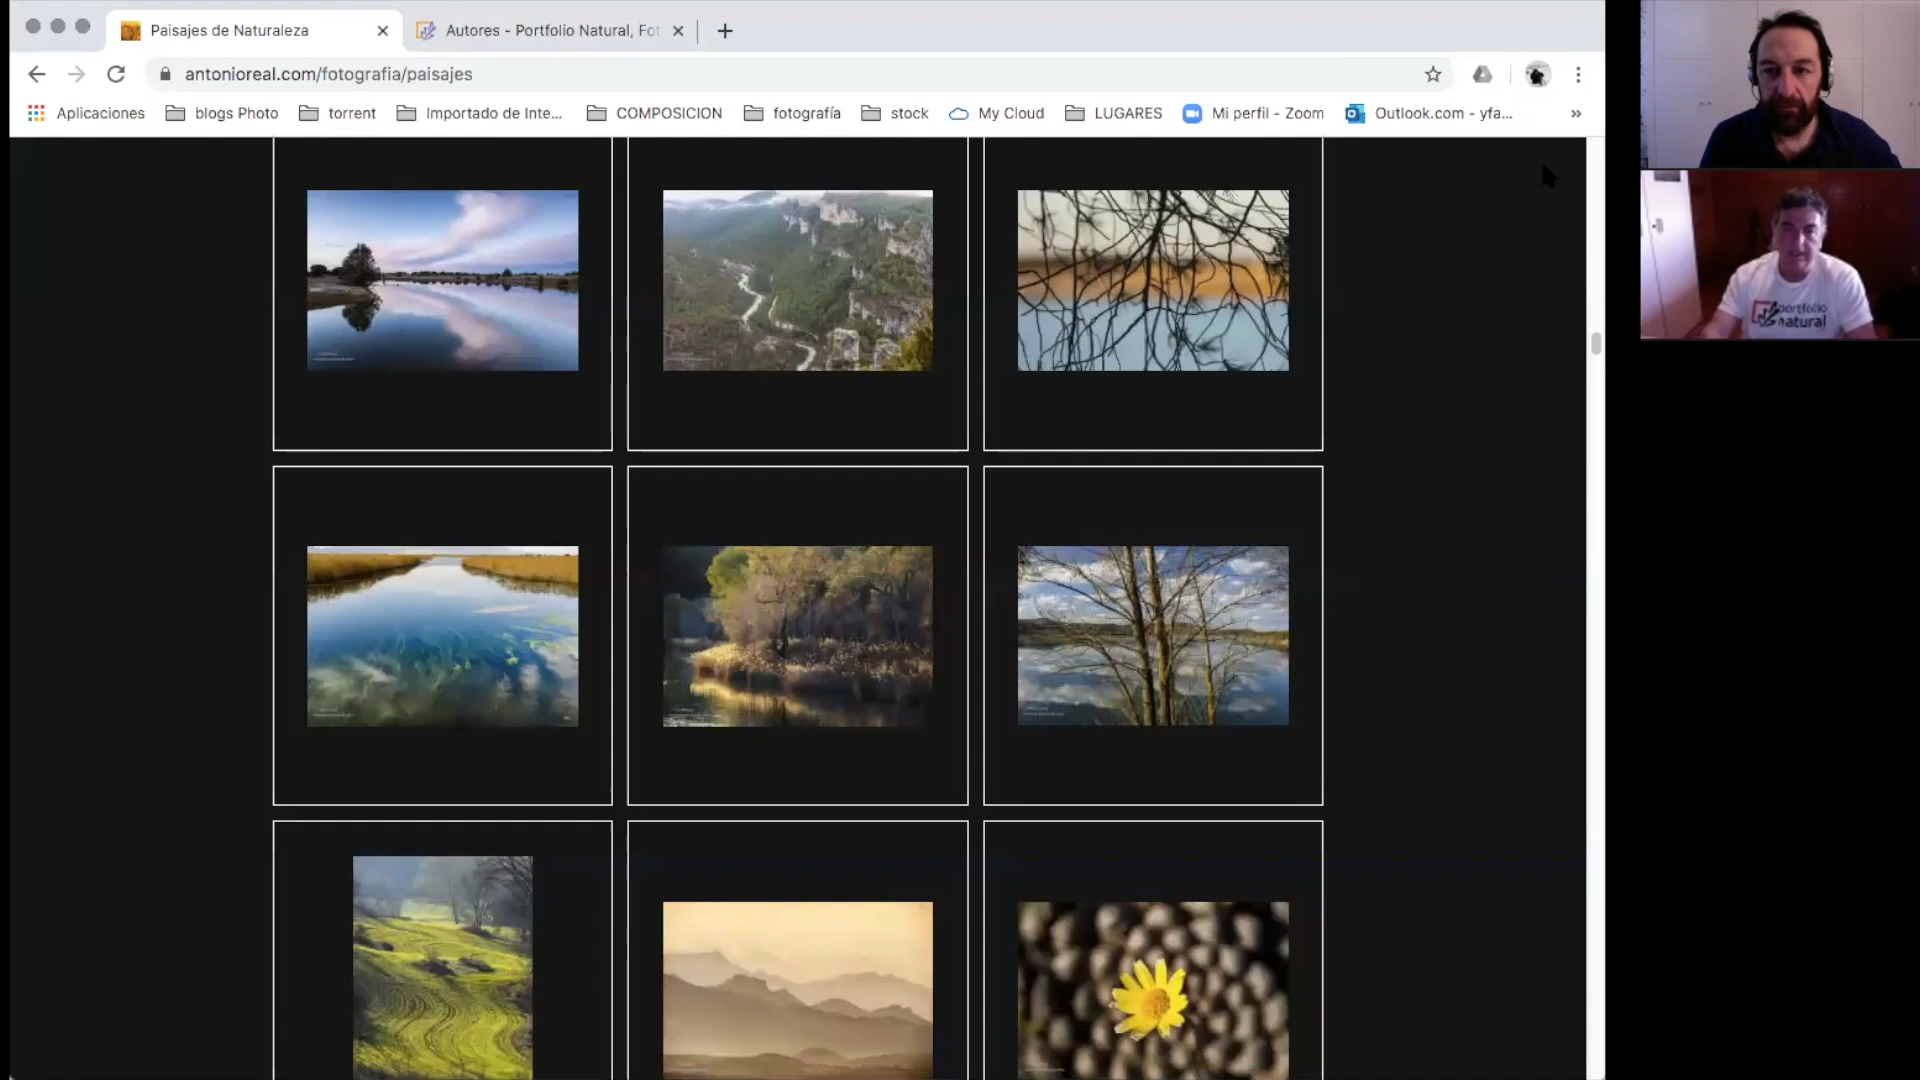 Paisajes de Naturaleza
Autores - Portfolio Natural, Fot
antonioreal.com/fotografia/paisajes
Aplicaciones blogs Photo torrent Importado de Inte... COMPOSICION fotografía stock My Cloud LUGARES Mi perfil - Zoom Outlook.com - yfa... »
portfolio
natural